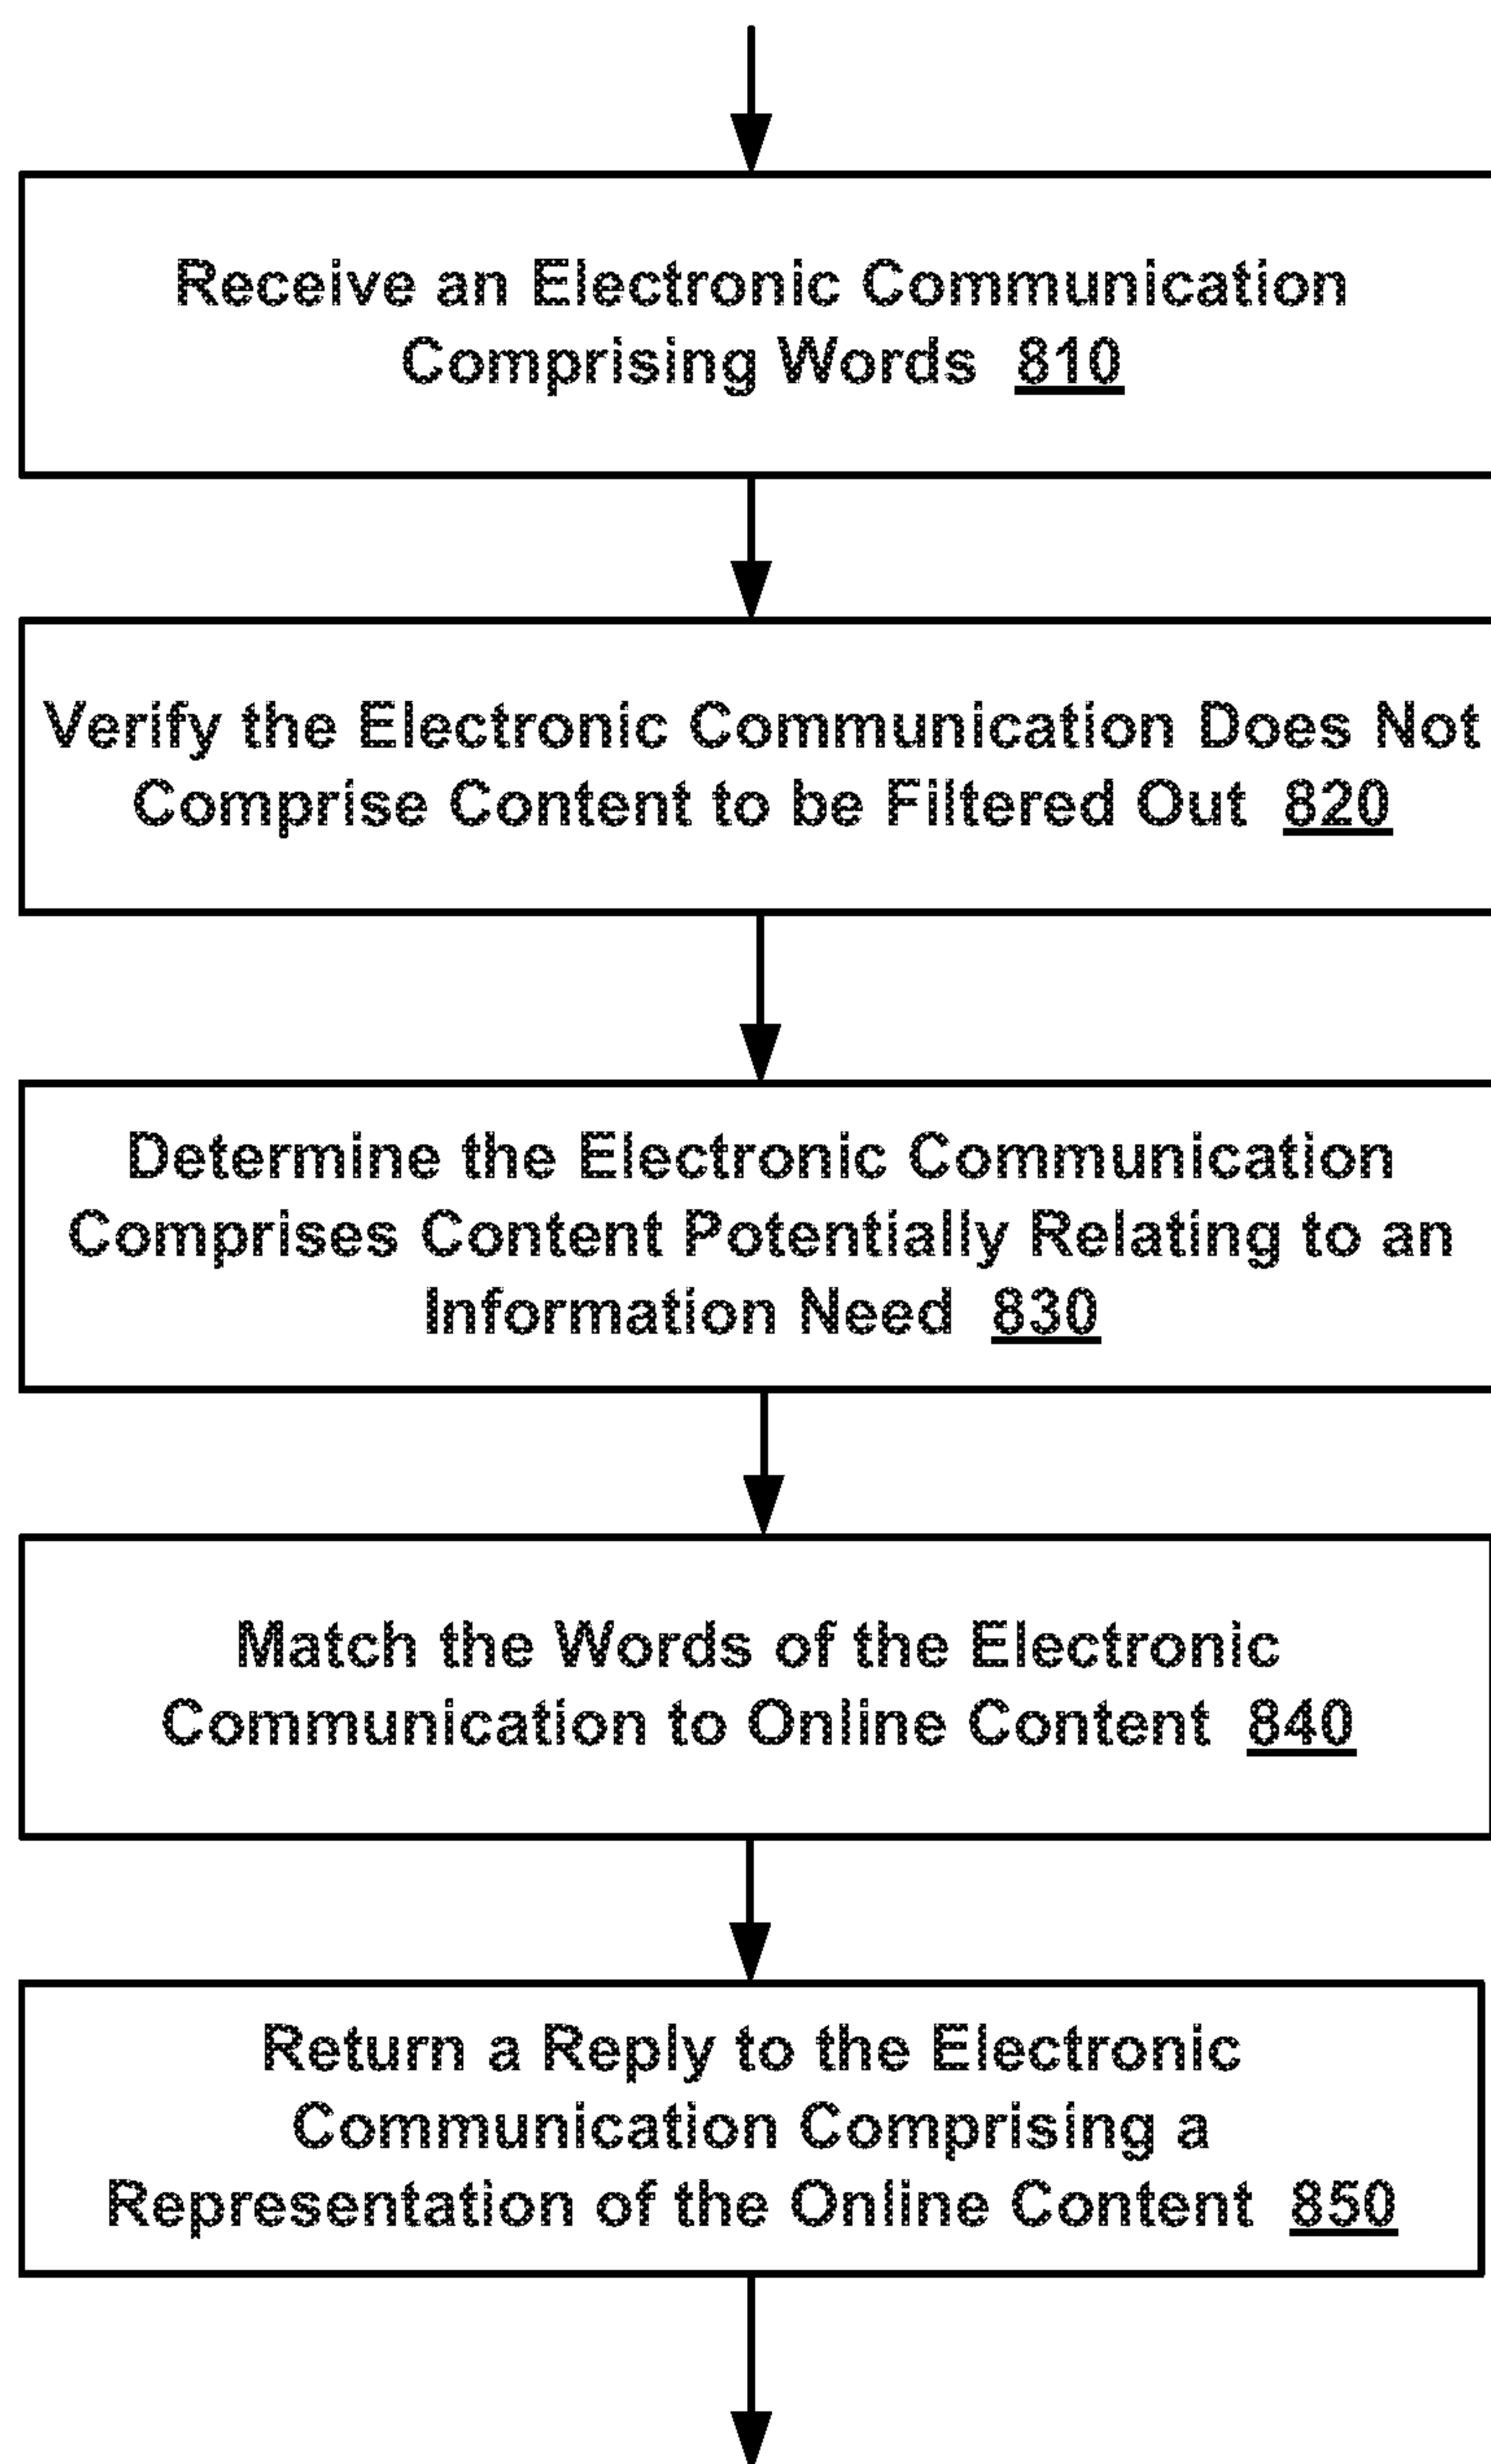 Receive an Electronic Communication
Comprising Words 810
Verify the Electronic Communication Does Not
Comprise Content to be Filtered Out 820
Determine the Electronic Communication
Comprises Content Potentially Relating to an
Information Need 830
Match the Words of the Electronic
Communication to Online Content 840
Return a Reply to the Electronic
Communication Comprising a
Representation of the Online Content 850